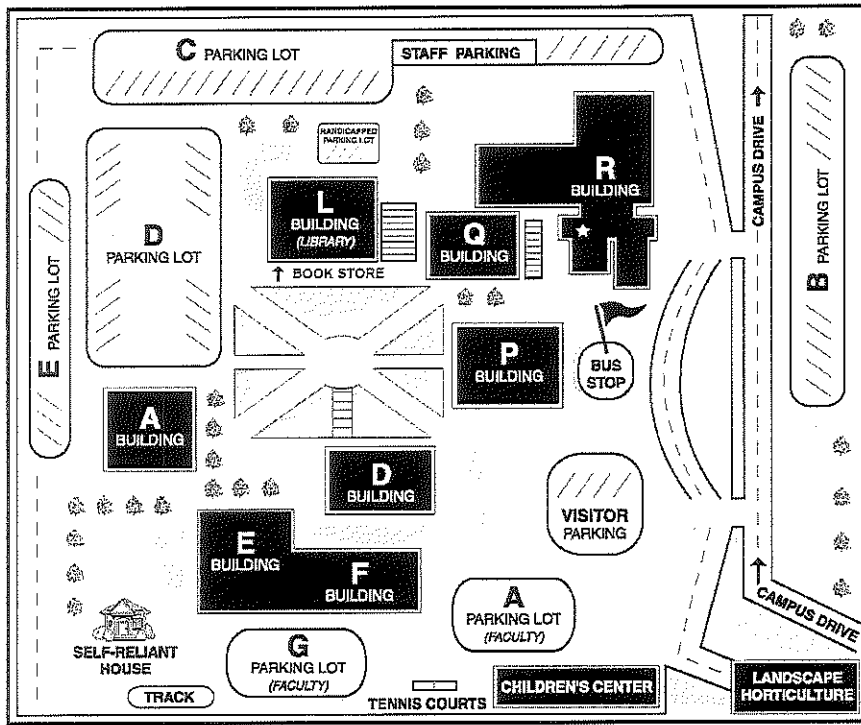 C PARKING LOT
STAFF PARKING
HANDICAPPED
PARKING LOT
R
BUILDING
L
BUILDING
(LIBRARY)
Q
BUILDING
↑ BOOK STORE
D
PARKING LOT
E PARKING LOT
P
BUILDING
BUS
STOP
CAMPUS DRIVE →
B PARKING LOT
A
BUILDING
D
BUILDING
VISITOR
PARKING
E
BUILDING
F
BUILDING
A
PARKING LOT
(FACULTY)
CAMPUS DRIVE
SELF-RELIANT
HOUSE
G
PARKING LOT
(FACULTY)
TRACK
TENNIS COURTS
CHILDREN'S CENTER
LANDSCAPE
HORTICULTURE